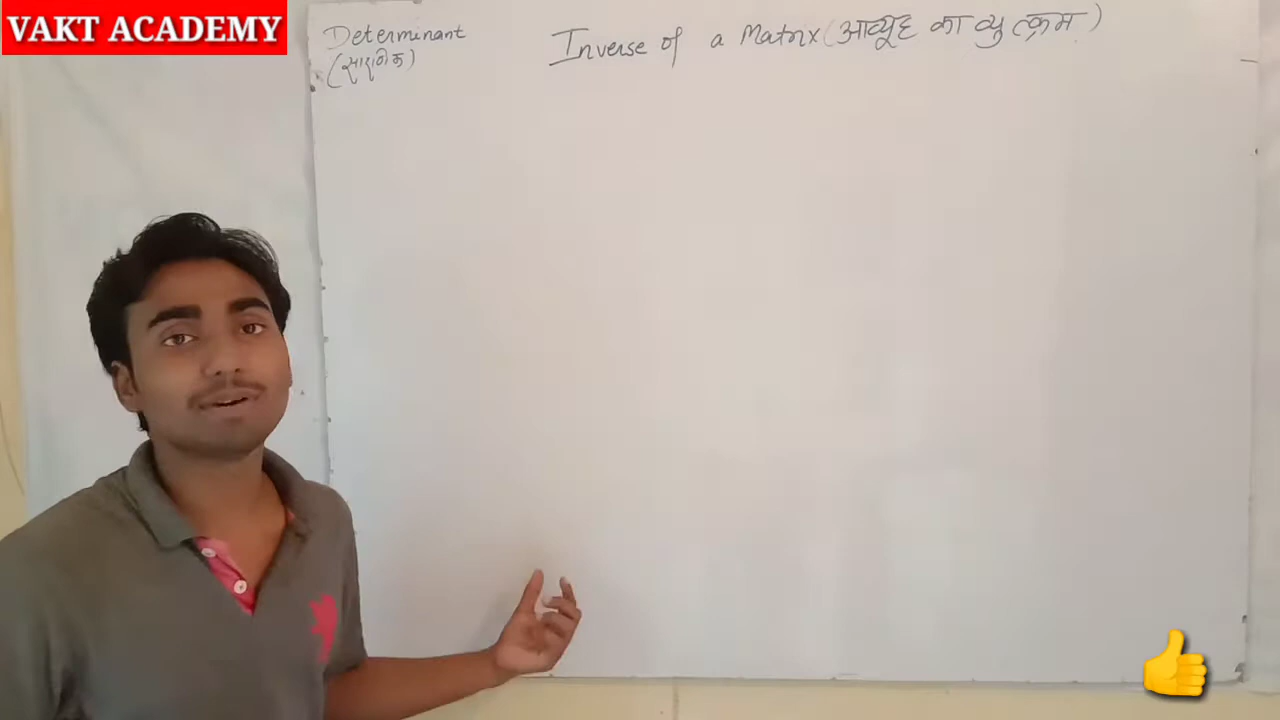 VAKT ACADEMY
Determinant
(सारणिक)
Inverse of a Matrix (आव्यूह का व्युत्क्रम)